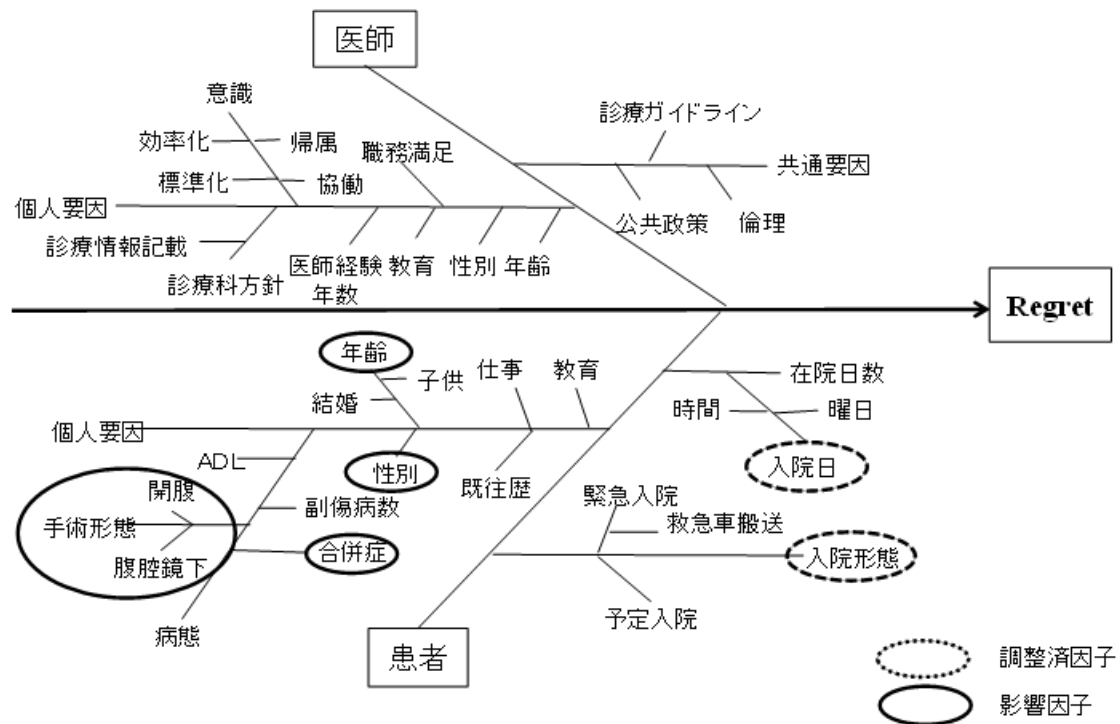 医師
意識
効率化
帰属
標準化
協働
職務満足
個人要因
診療情報記載
診療科方針
医師経験
年数
教育
性別
年齢
診療ガイドライン
共通要因
公共政策
倫理
Regret
年齢
子供
結婚
仕事
教育
個人要因
性別
既往歴
ADL
開腹
手術形態
腹腔鏡下
副傷病数
合併症
病態
在院日数
時間
曜日
入院日
緊急入院
救急車搬送
入院形態
予定入院
患者
調整済因子
影響因子